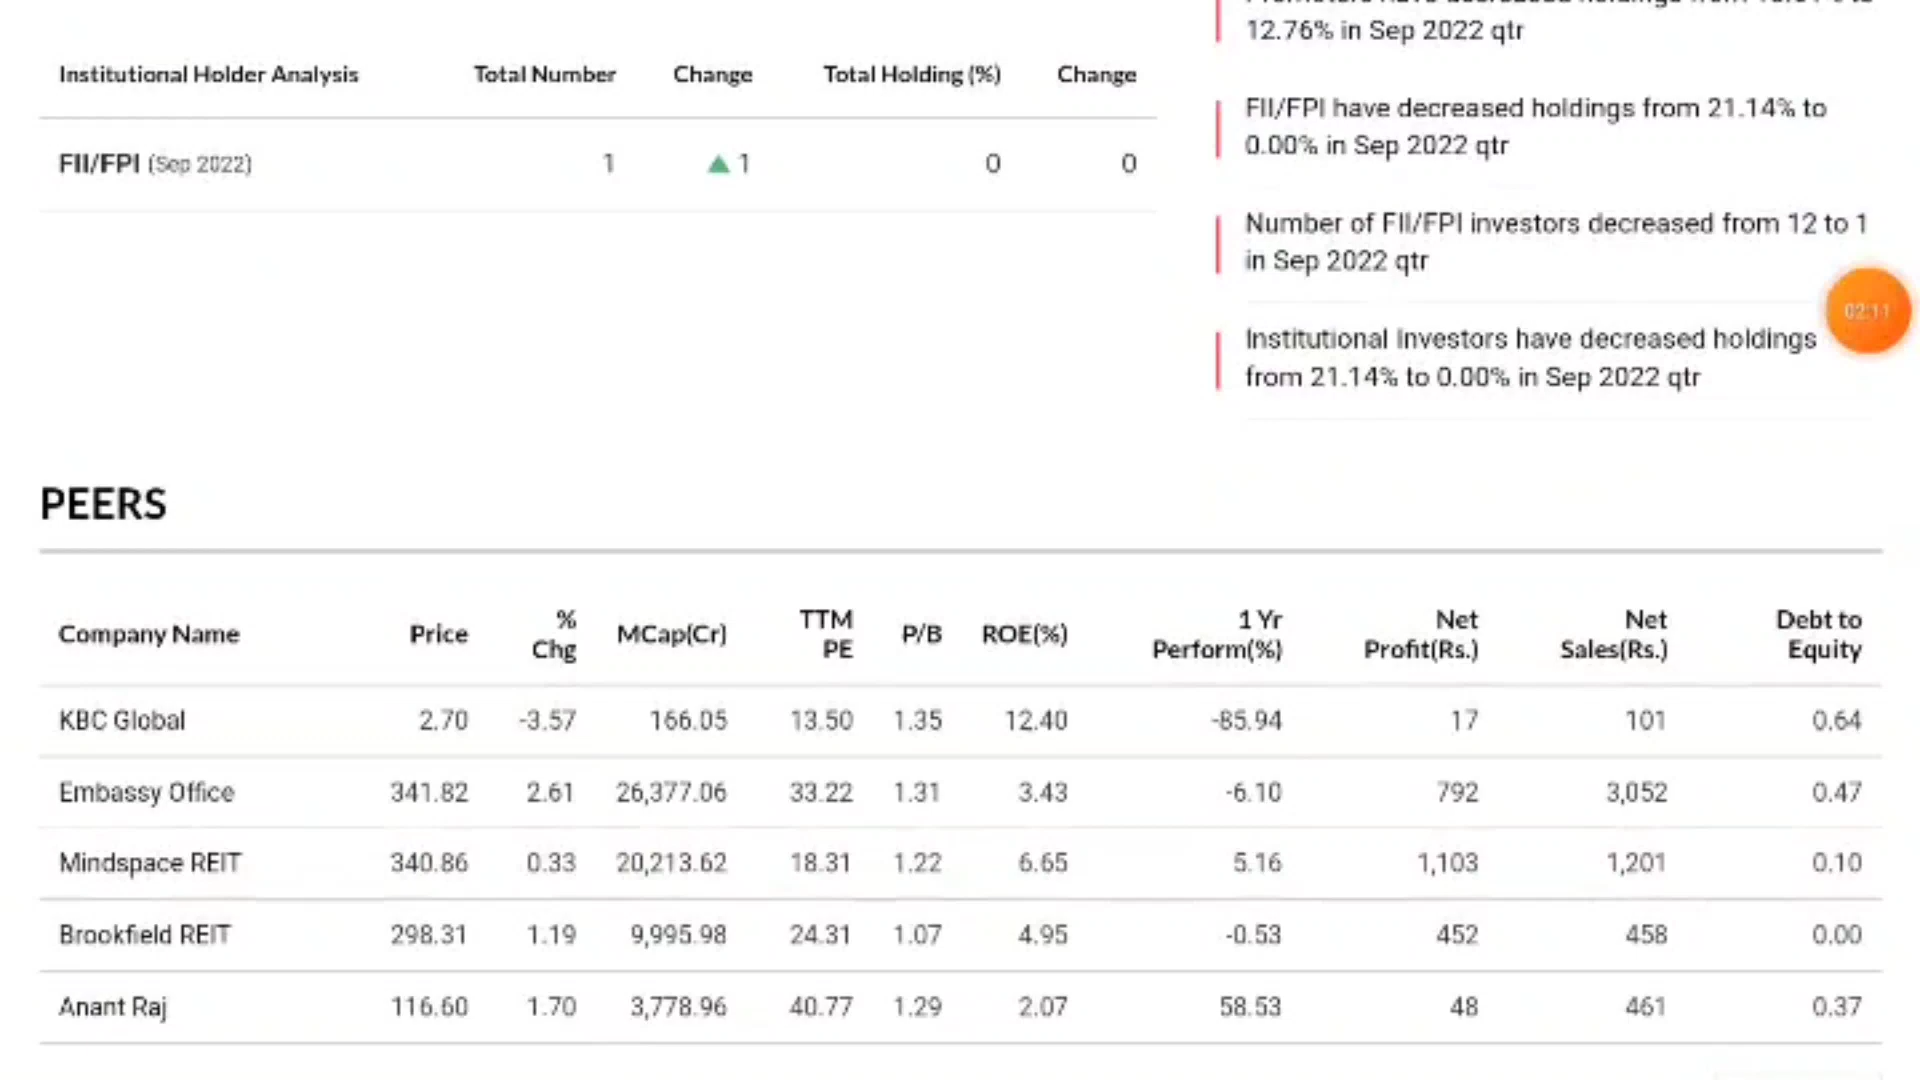 12.76% in Sep 2022 qtr
Institutional Holder Analysis Total Number Change Total Holding (%) Change
FII/FPI have decreased holdings from 21.14% to
0.00% in Sep 2022 qtr
FII/FPI (Sep 2022) 1 ▲ 1 0 0
Number of FII/FPI investors decreased from 12 to 1
in Sep 2022 qtr
02:11
Institutional Investors have decreased holdings
from 21.14% to 0.00% in Sep 2022 qtr
PEERS
Company Name Price % Chg MCap(Cr) TTM PE P/B ROE(%) 1 Yr Perform(%) Net Profit(Rs.) Net Sales(Rs.) Debt to Equity
KBC Global 2.70 -3.57 166.05 13.50 1.35 12.40 -85.94 17 101 0.64
Embassy Office 341.82 2.61 26,377.06 33.22 1.31 3.43 -6.10 792 3,052 0.47
Mindspace REIT 340.86 0.33 20,213.62 18.31 1.22 6.65 5.16 1,103 1,201 0.10
Brookfield REIT 298.31 1.19 9,995.98 24.31 1.07 4.95 -0.53 452 458 0.00
Anant Raj 116.60 1.70 3,778.96 40.77 1.29 2.07 58.53 48 461 0.37